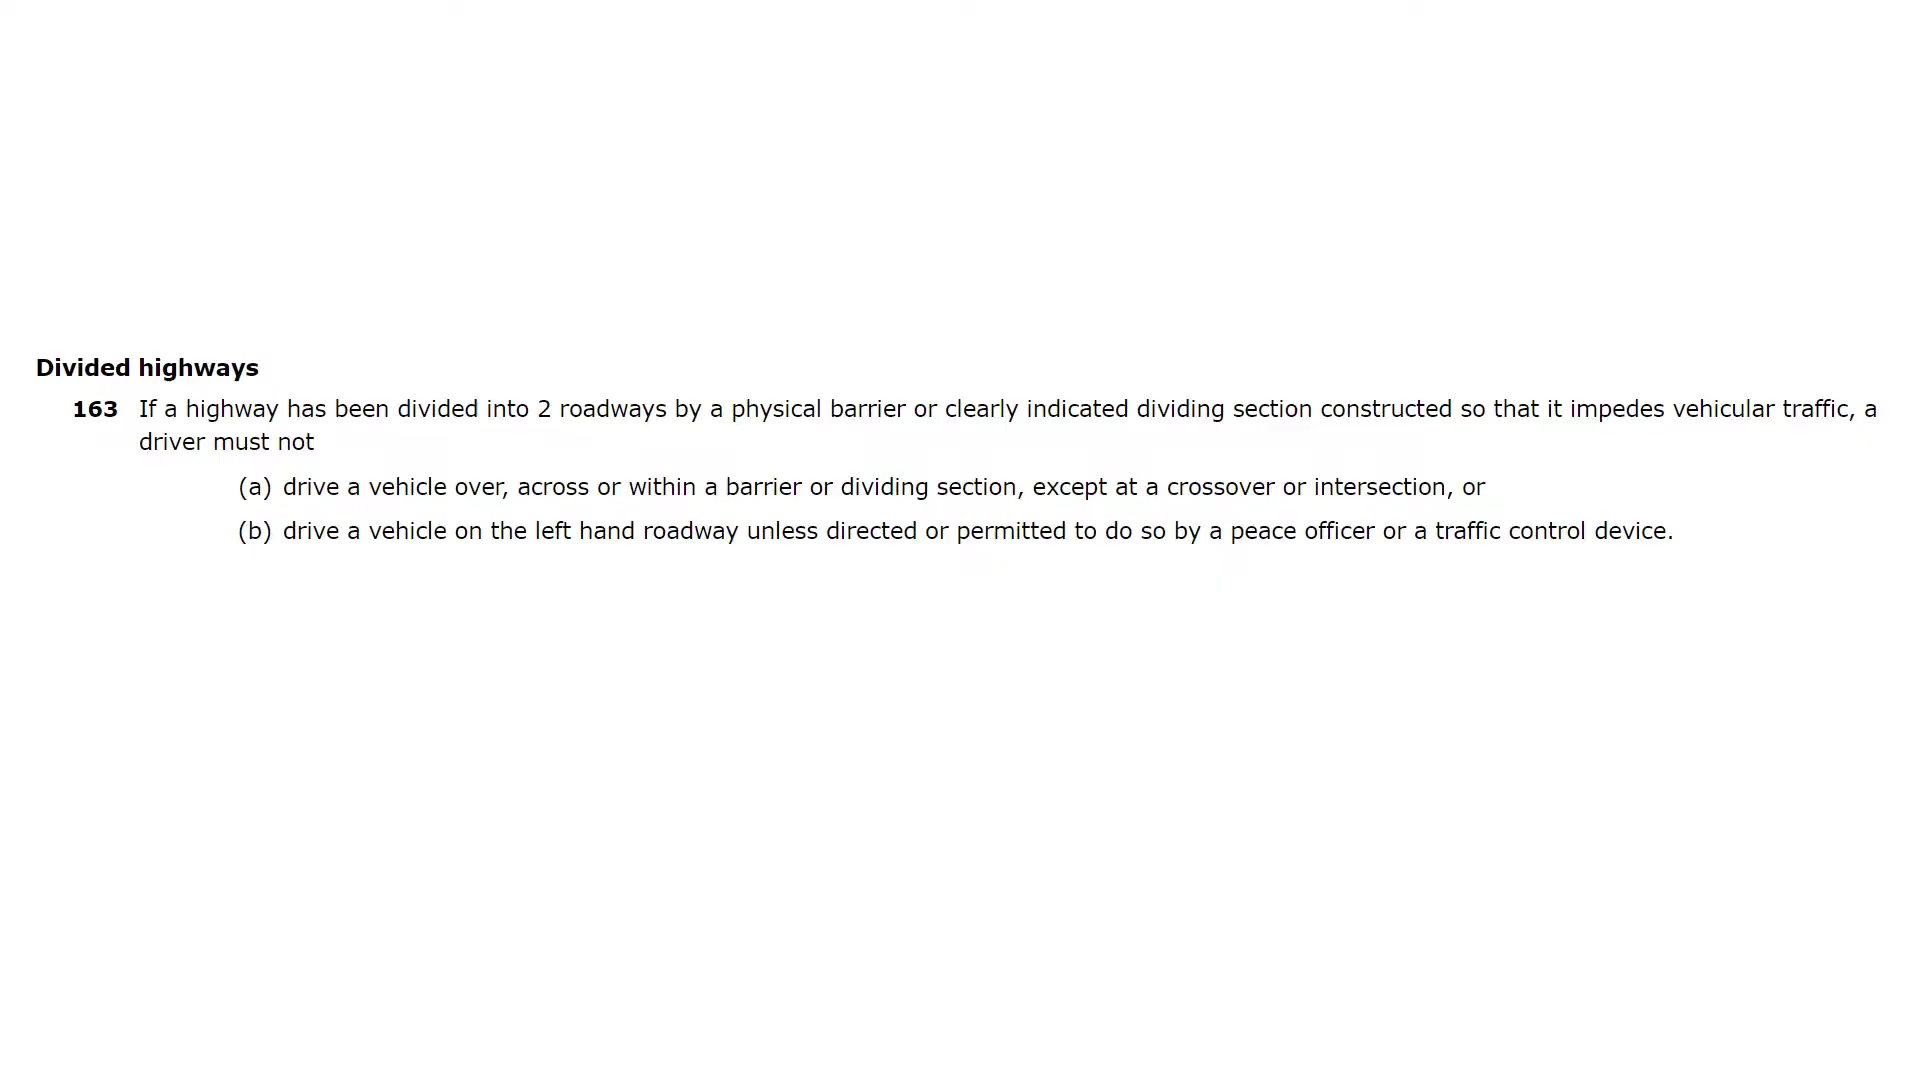 Divided highways
163 If a highway has been divided into 2 roadways by a physical barrier or clearly indicated dividing section constructed so that it impedes vehicular traffic, a
driver must not
(a) drive a vehicle over, across or within a barrier or dividing section, except at a crossover or intersection, or
(b) drive a vehicle on the left hand roadway unless directed or permitted to do so by a peace officer or a traffic control device.